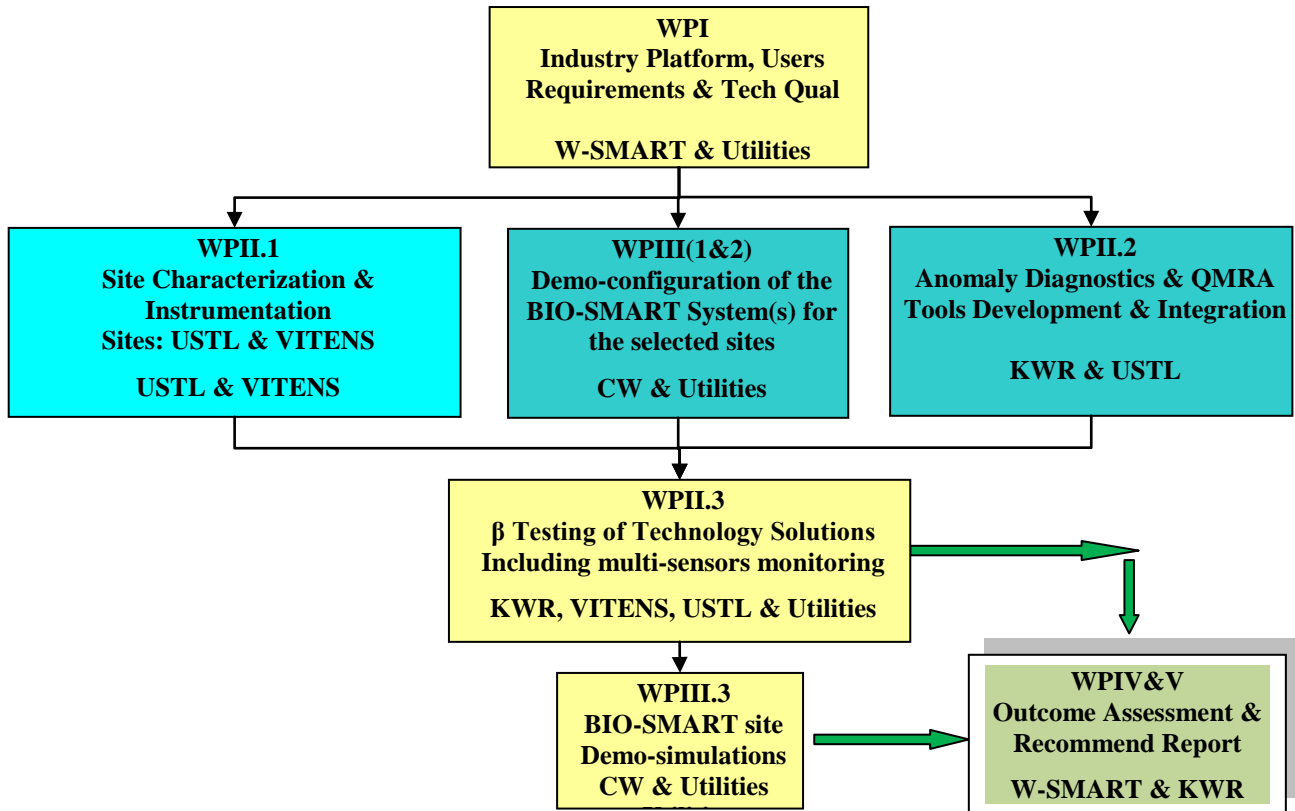 WPI
Industry Platform, Users
Requirements & Tech Qual
W-SMART & Utilities
WPII.1
Site Characterization &
Instrumentation
Sites: USTL & VITENS
USTL & VITENS
WPIII(1&2)
Demo-configuration of the
BIO-SMART System(s) for
the selected sites
CW & Utilities
WPII.2
Anomaly Diagnostics & QMRA
Tools Development & Integration
KWR & USTL
WPII.3
β Testing of Technology Solutions
Including multi-sensors monitoring
KWR, VITENS, USTL & Utilities
WPIII.3
BIO-SMART site
Demo-simulations
CW & Utilities
WPIV&V
Outcome Assessment &
Recommend Report
W-SMART & KWR